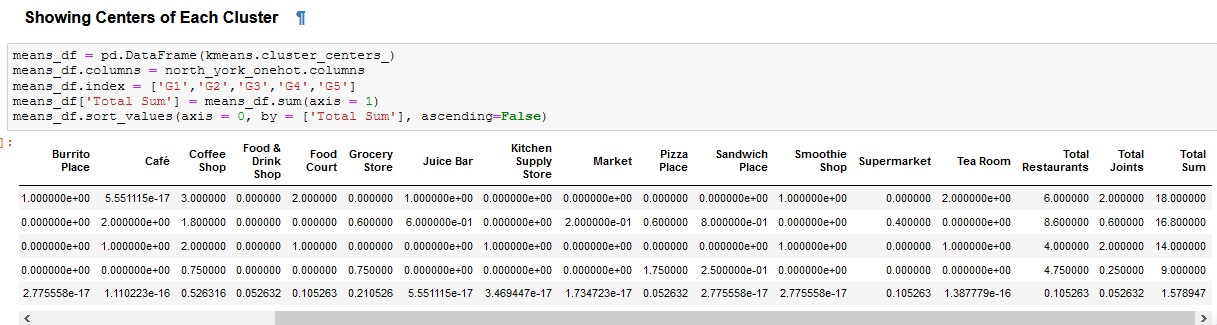 Showing Centers of Each Cluster ¶
means_df = pd.DataFrame(kmeans.cluster_centers_)
means_df.columns = north_york_onehot.columns
means_df.index = ['G1','G2','G3','G4','G5']
means_df['Total Sum'] = means_df.sum(axis = 1)
means_df.sort_values(axis = 0, by = ['Total Sum'], ascending=False)
]:
Burrito Place Café Coffee Shop Food & Drink Shop Food Court Grocery Store Juice Bar Kitchen Supply Store Market Pizza Place Sandwich Place Smoothie Shop Supermarket Tea Room Total Restaurants Total Joints Total Sum
1.000000e+00 5.551115e-17 3.000000 0.000000 2.000000 0.000000 1.000000e+00 0.000000e+00 0.000000e+00 0.000000 0.000000e+00 1.000000e+00 0.000000 2.000000e+00 6.000000 2.000000 18.000000
0.000000e+00 2.000000e+00 1.800000 0.000000 0.000000 0.600000 6.000000e-01 0.000000e+00 2.000000e-01 0.600000 8.000000e-01 0.000000e+00 0.400000 0.000000e+00 8.600000 0.600000 16.800000
0.000000e+00 1.000000e+00 2.000000 0.000000 1.000000 0.000000 0.000000e+00 1.000000e+00 0.000000e+00 0.000000 0.000000e+00 1.000000e+00 0.000000 1.000000e+00 4.000000 2.000000 14.000000
0.000000e+00 0.000000e+00 0.750000 0.000000 0.000000 0.750000 0.000000e+00 0.000000e+00 0.000000e+00 1.750000 2.500000e-01 0.000000e+00 0.000000 0.000000e+00 4.750000 0.250000 9.000000
2.775558e-17 1.110223e-16 0.526316 0.052632 0.105263 0.210526 5.551115e-17 3.469447e-17 1.734723e-17 0.052632 2.775558e-17 2.775558e-17 0.105263 1.387779e-16 0.105263 0.052632 1.578947